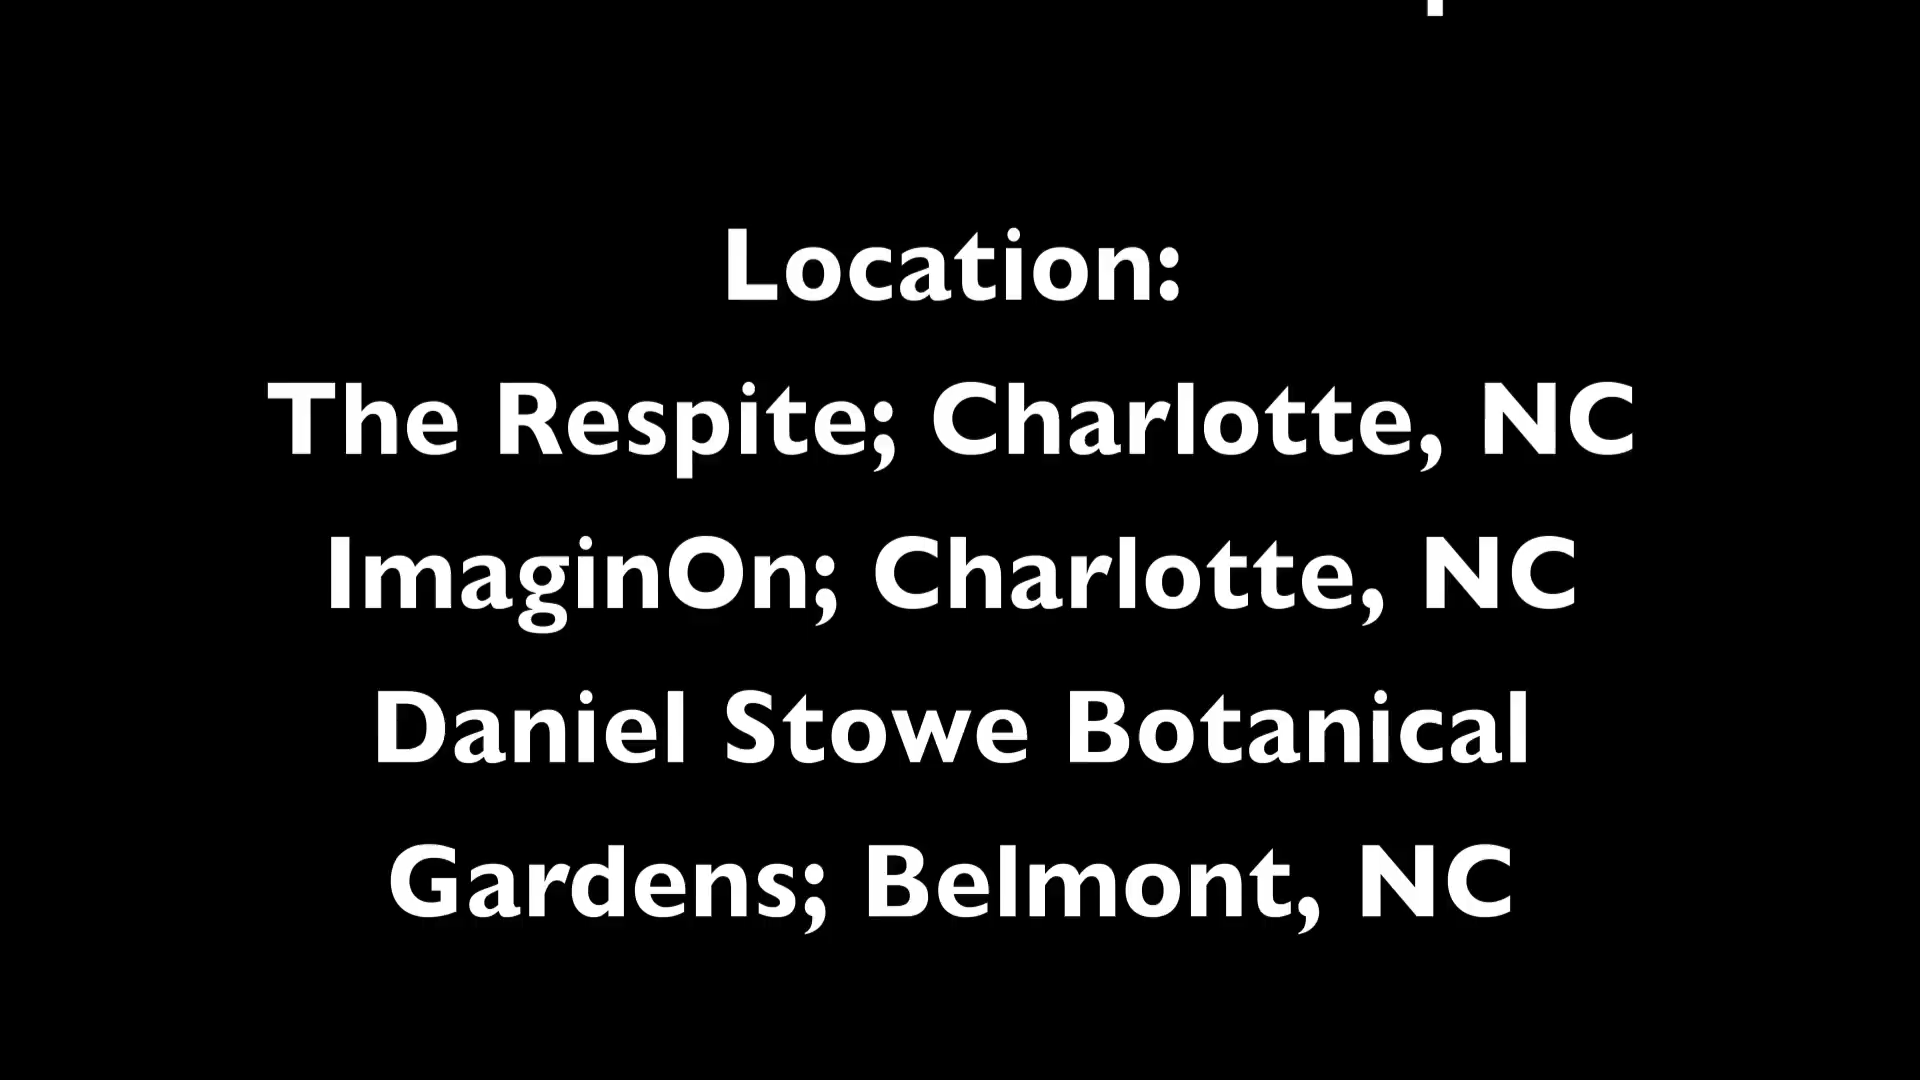 Location:
The Respite; Charlotte, NC
ImaginOn; Charlotte, NC
Daniel Stowe Botanical
Gardens; Belmont, NC